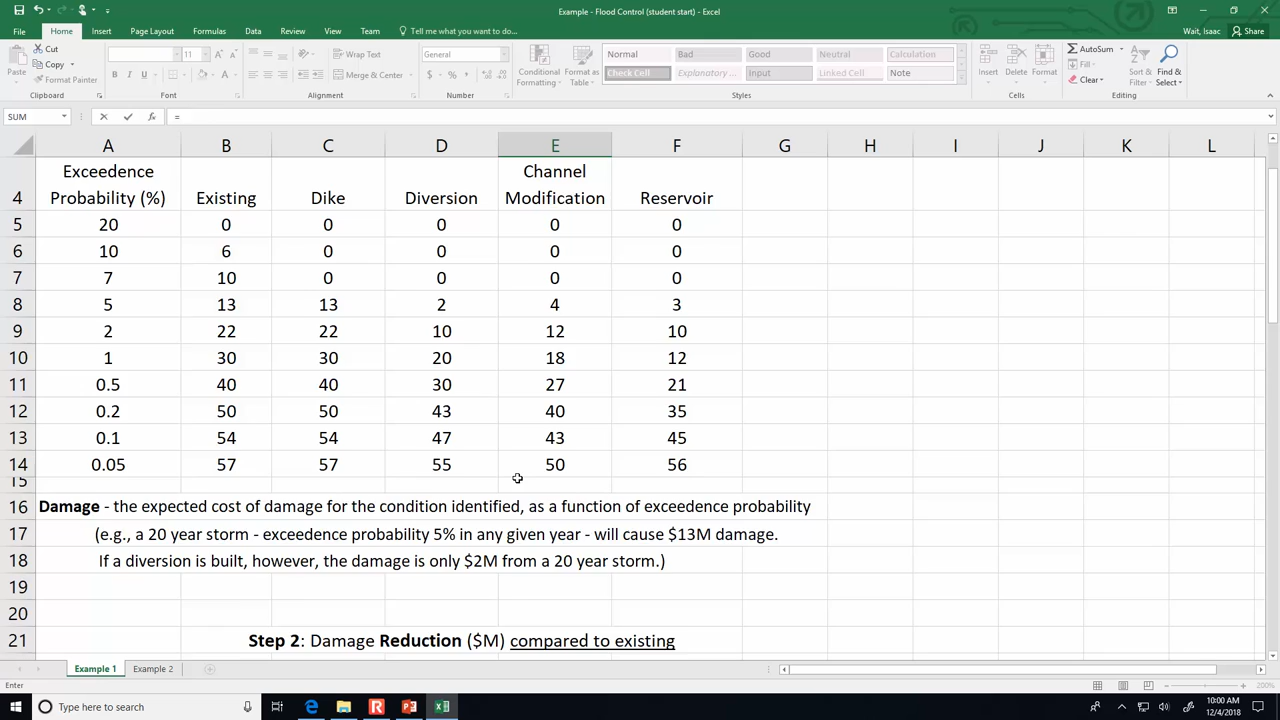 Example - Flood Control (student start) - Excel
File Home Insert Page Layout Formulas Data Review View Team Tell me what you want to do... Wait, Isaac Share
Paste Cut Copy Format Painter
Clipboard
11
B I U A
Font
Wrap Text
Merge & Center
Alignment
General
$ % ,
Number
Conditional Formatting
Format as Table
Normal Bad Good Neutral Calculation
Check Cell Explanatory ... Input Linked Cell Note
Styles
Insert Delete Format
Cells
AutoSum
Fill
Clear
Sort & Filter
Find & Select
Editing
SUM fx =
A B C D E F G H I J K L
4 Exceedence Probability (%) Existing Dike Diversion Channel Modification Reservoir
5 20 0 0 0 0 0
6 10 6 0 0 0 0
7 7 10 0 0 0 0
8 5 13 13 2 4 3
9 2 22 22 10 12 10
10 1 30 30 20 18 12
11 0.5 40 40 30 27 21
12 0.2 50 50 43 40 35
13 0.1 54 54 47 43 45
14 0.05 57 57 55 50 56
15
16 Damage - the expected cost of damage for the condition identified, as a function of exceedence probability
17 (e.g., a 20 year storm - exceedence probability 5% in any given year - will cause $13M damage.
18 If a diversion is built, however, the damage is only $2M from a 20 year storm.)
19
20
21 Step 2: Damage Reduction ($M) compared to existing
Example 1 Example 2
Enter 200%
Type here to search
10:00 AM
12/4/2018